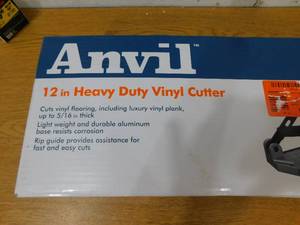 Anvil™
12 in Heavy Duty Vinyl Cutter
Cuts vinyl flooring, including luxury vinyl plank,
up to 5/16 in thick
Light weight and durable aluminum
base resists corrosion
Rip guide provides assistance for
fast and easy cuts